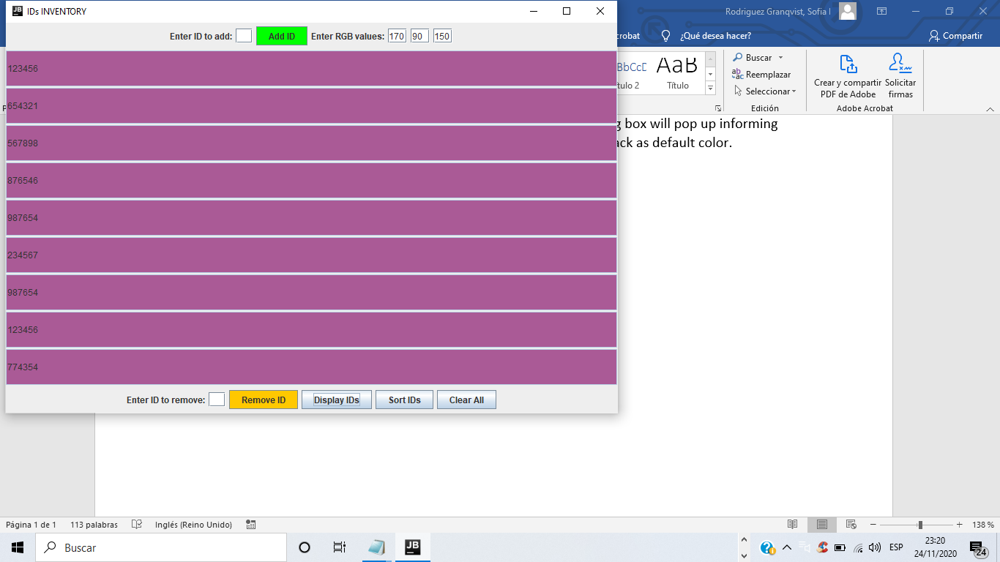 IDs INVENTORY
Rodriguez Granqvist, Sofia I
Enter ID to add: Add ID Enter RGB values: 170 90 150
crobat ¿Qué desea hacer? Compartir
123456
654321
567898
876546
987654
234567
987654
123456
774354
Enter ID to remove: Remove ID Display IDs Sort IDs Clear All
BbCcD AaB
tulo 2 Título
Buscar
Reemplazar
Seleccionar
Edición
Crear y compartir
PDF de Adobe
Solicitar
firmas
Adobe Acrobat
g box will pop up informing
ack as default color.
Página 1 de 1 113 palabras Inglés (Reino Unido) 138 %
Buscar
ESP
23:20
24/11/2020
24